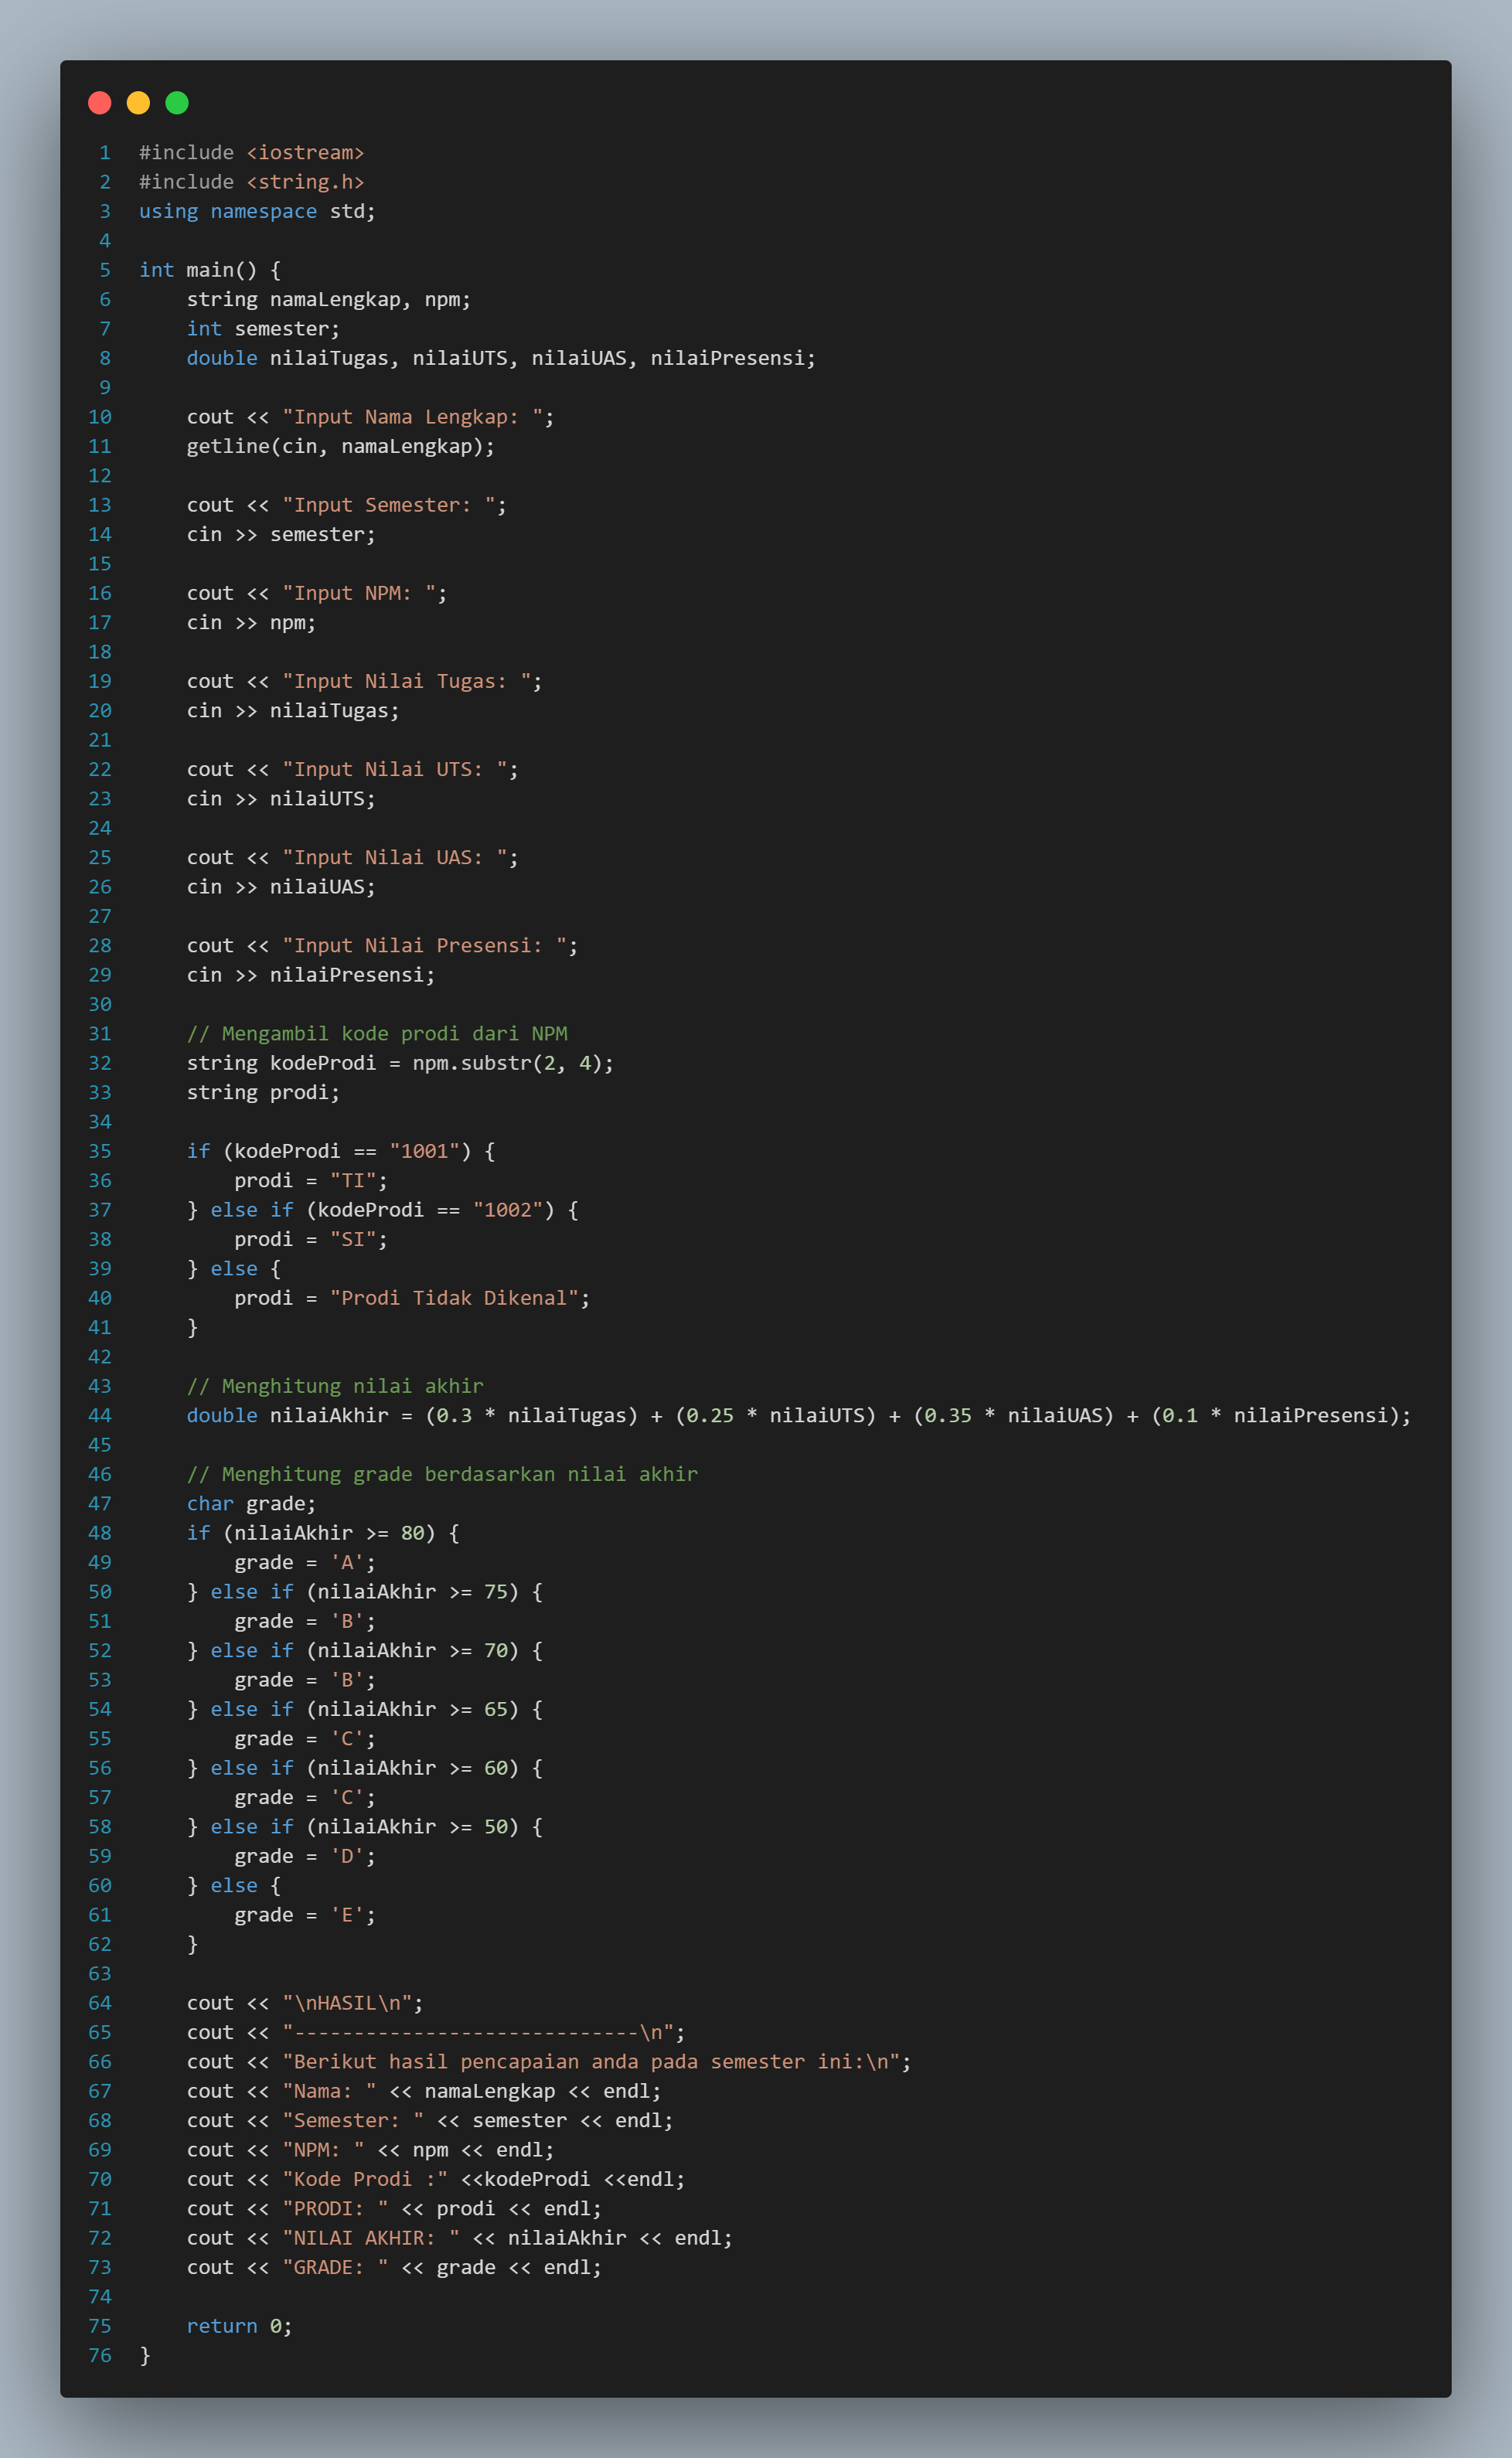 1 #include <iostream>
2 #include <string.h>
3 using namespace std;
4
5 int main() {
6     string namaLengkap, npm;
7     int semester;
8     double nilaiTugas, nilaiUTS, nilaiUAS, nilaiPresensi;
9
10     cout << "Input Nama Lengkap: ";
11     getline(cin, namaLengkap);
12
13     cout << "Input Semester: ";
14     cin >> semester;
15
16     cout << "Input NPM: ";
17     cin >> npm;
18
19     cout << "Input Nilai Tugas: ";
20     cin >> nilaiTugas;
21
22     cout << "Input Nilai UTS: ";
23     cin >> nilaiUTS;
24
25     cout << "Input Nilai UAS: ";
26     cin >> nilaiUAS;
27
28     cout << "Input Nilai Presensi: ";
29     cin >> nilaiPresensi;
30
31     // Mengambil kode prodi dari NPM
32     string kodeProdi = npm.substr(2, 4);
33     string prodi;
34
35     if (kodeProdi == "1001") {
36         prodi = "TI";
37     } else if (kodeProdi == "1002") {
38         prodi = "SI";
39     } else {
40         prodi = "Prodi Tidak Dikenal";
41     }
42
43     // Menghitung nilai akhir
44     double nilaiAkhir = (0.3 * nilaiTugas) + (0.25 * nilaiUTS) + (0.35 * nilaiUAS) + (0.1 * nilaiPresensi);
45
46     // Menghitung grade berdasarkan nilai akhir
47     char grade;
48     if (nilaiAkhir >= 80) {
49         grade = 'A';
50     } else if (nilaiAkhir >= 75) {
51         grade = 'B';
52     } else if (nilaiAkhir >= 70) {
53         grade = 'B';
54     } else if (nilaiAkhir >= 65) {
55         grade = 'C';
56     } else if (nilaiAkhir >= 60) {
57         grade = 'C';
58     } else if (nilaiAkhir >= 50) {
59         grade = 'D';
60     } else {
61         grade = 'E';
62     }
63
64     cout << "\nHASIL\n";
65     cout << "-----------------------------\n";
66     cout << "Berikut hasil pencapaian anda pada semester ini:\n";
67     cout << "Nama: " << namaLengkap << endl;
68     cout << "Semester: " << semester << endl;
69     cout << "NPM: " << npm << endl;
70     cout << "Kode Prodi :" <<kodeProdi <<endl;
71     cout << "PRODI: " << prodi << endl;
72     cout << "NILAI AKHIR: " << nilaiAkhir << endl;
73     cout << "GRADE: " << grade << endl;
74
75     return 0;
76 }